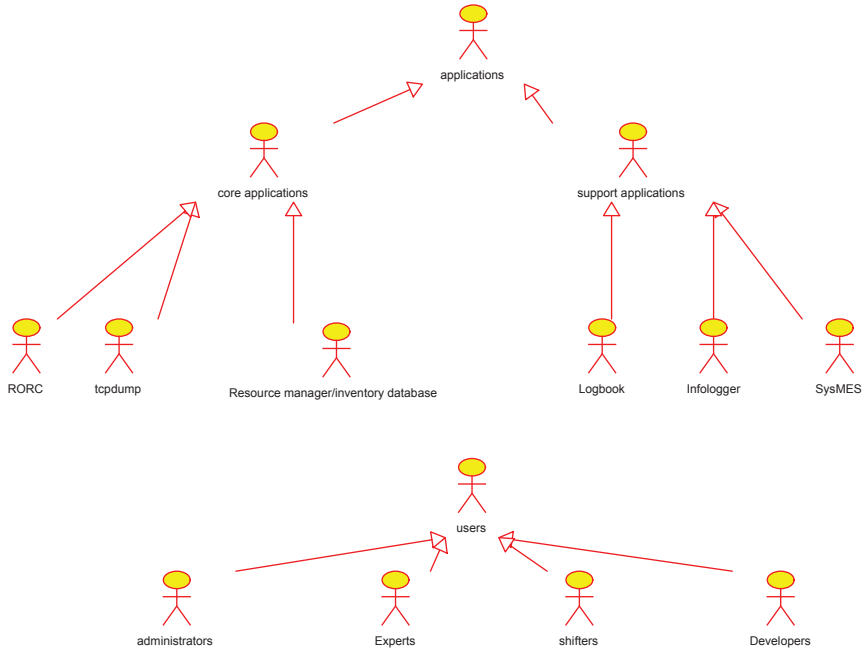 applications
core applications
support applications
RORC
tcpdump
Resource manager/inventory database
Logbook
Infologger
SysMES
users
administrators
Experts
shifters
Developers